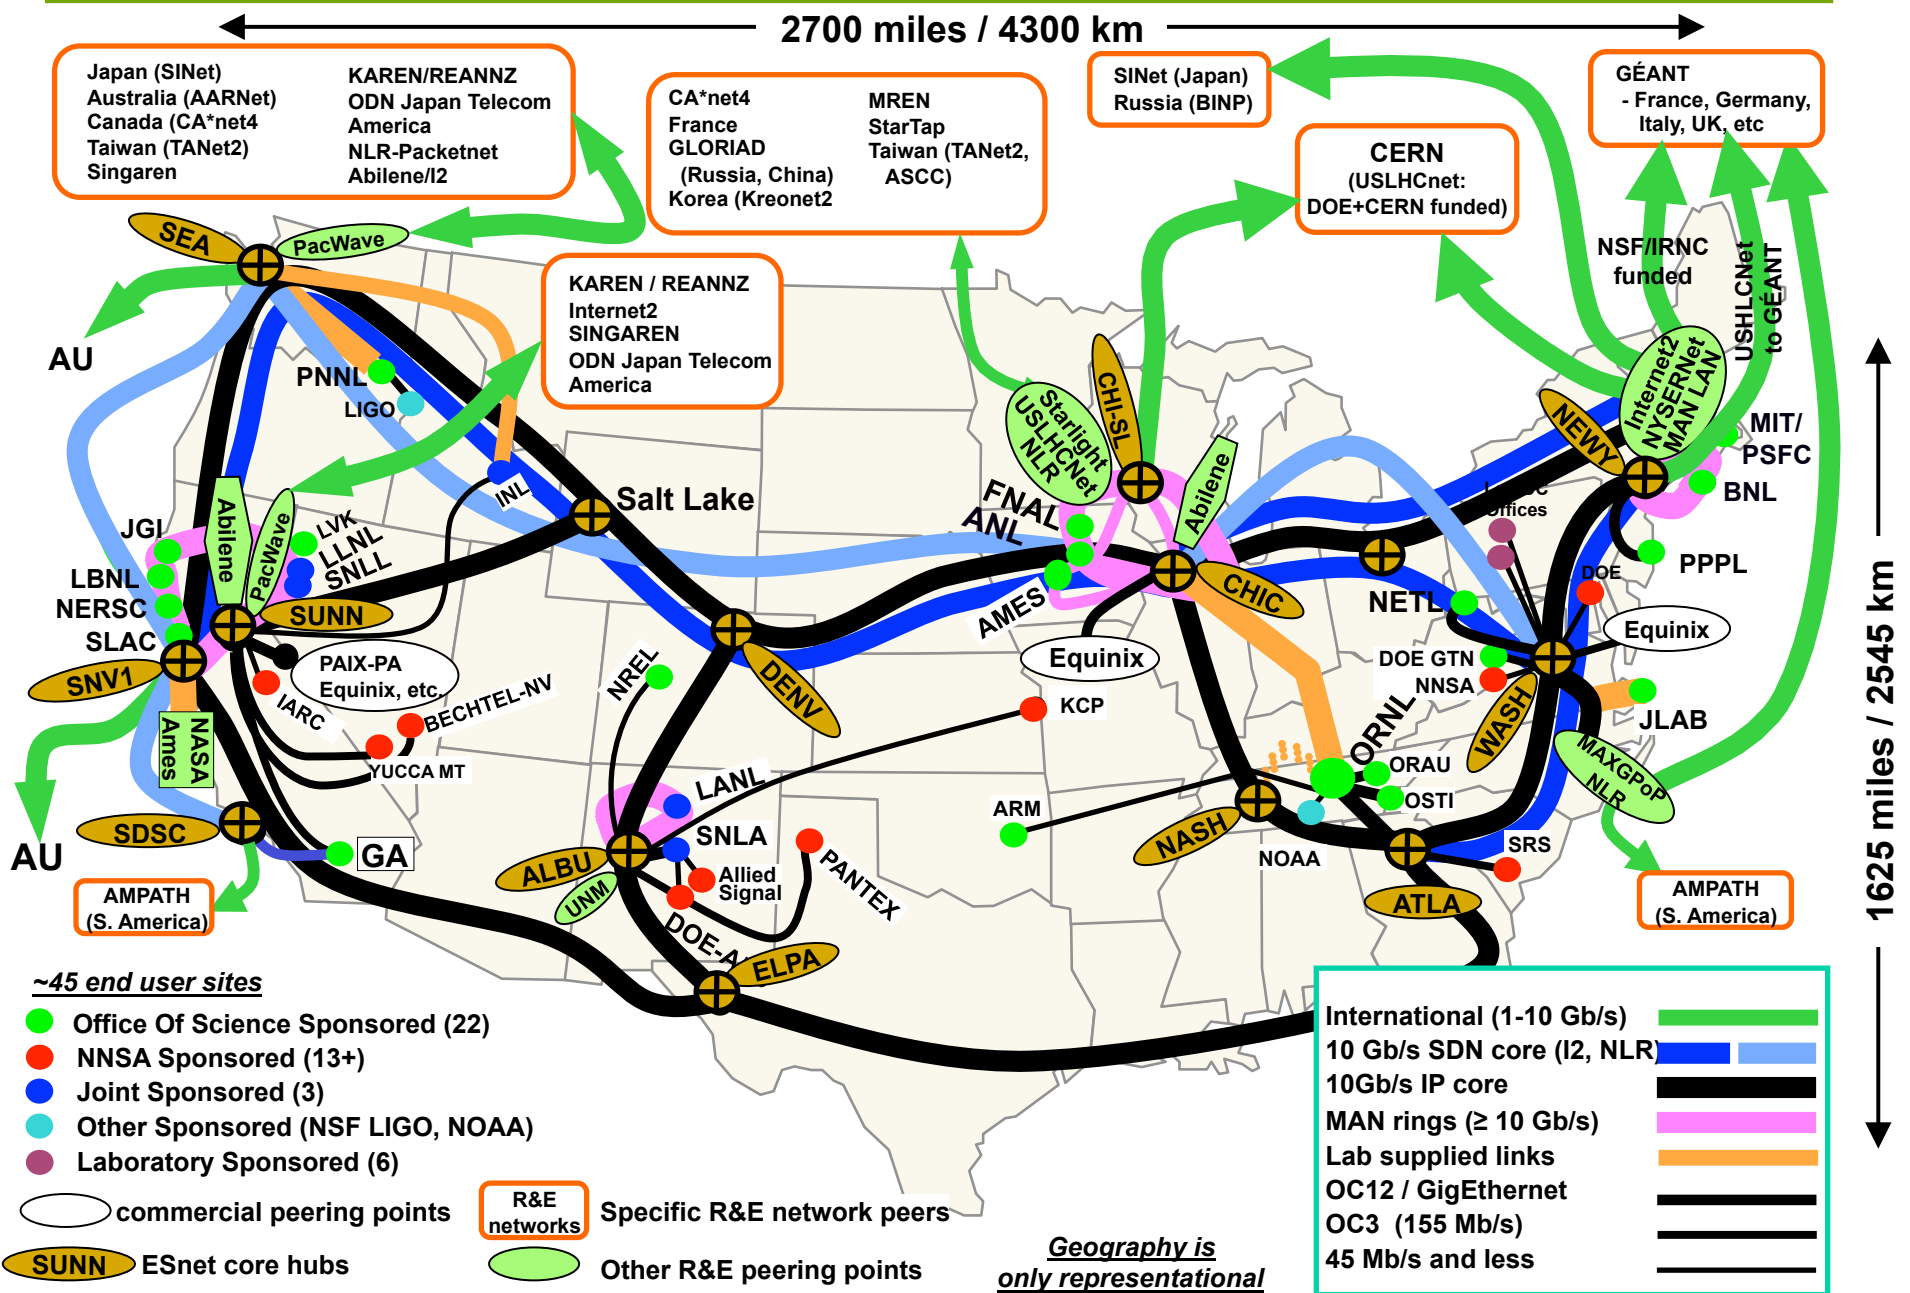 2700 miles / 4300 km
Japan (SINet)
Australia (AARNet)
Canada (CA*net4
Taiwan (TANet2)
Singaren
KAREN/REANNZ
ODN Japan Telecom
America
NLR-Packetnet
Abilene/I2
CA*net4
France
GLORIAD
(Russia, China)
Korea (Kreonet2
MREN
StarTap
Taiwan (TANet2,
ASCC)
SINet (Japan)
Russia (BINP)
GÉANT
- France, Germany,
Italy, UK, etc
CERN
(USLHCnet:
DOE+CERN funded)
KAREN / REANNZ
Internet2
SINGAREN
ODN Japan Telecom
America
NSF/IRNC
funded
USHLCNet
to GÉANT
SEA
PacWave
AU
PNNL
LIGO
INL
Salt Lake
Starlight
USLHCNet
NLR
CHI-SL
Abilene
FNAL
ANL
AMES
CHIC
Equinix
Internet2
NYSERNet
MAN LAN
NEWY
MIT/
PSFC
BNL
PPPL
Offices
DOE
NETL
Equinix
DOE GTN
NNSA
WASH
JLAB
MAXGPoP
NLR
JGI
LBNL
NERSC
SLAC
SNV1
Abilene
PacWave
LVK
LLNL
SNLL
SUNN
PAIX-PA
Equinix, etc.
IARC
BECHTEL-NV
YUCCA MT
NASA
Ames
SDSC
AU
GA
AMPATH
(S. America)
NREL
DENV
KCP
LANL
SNLA
ALBU
UNM
Allied
Signal
PANTEX
DOE-A
ELPA
ARM
ORNL
ORAU
OSTI
NASH
NOAA
SRS
ATLA
AMPATH
(S. America)
1625 miles / 2545 km
~45 end user sites
Office Of Science Sponsored (22)
NNSA Sponsored (13+)
Joint Sponsored (3)
Other Sponsored (NSF LIGO, NOAA)
Laboratory Sponsored (6)
commercial peering points
R&E
networks
Specific R&E network peers
SUNN
ESnet core hubs
Other R&E peering points
Geography is
only representational
International (1-10 Gb/s)
10 Gb/s SDN core (I2, NLR)
10Gb/s IP core
MAN rings (≥ 10 Gb/s)
Lab supplied links
OC12 / GigEthernet
OC3 (155 Mb/s)
45 Mb/s and less